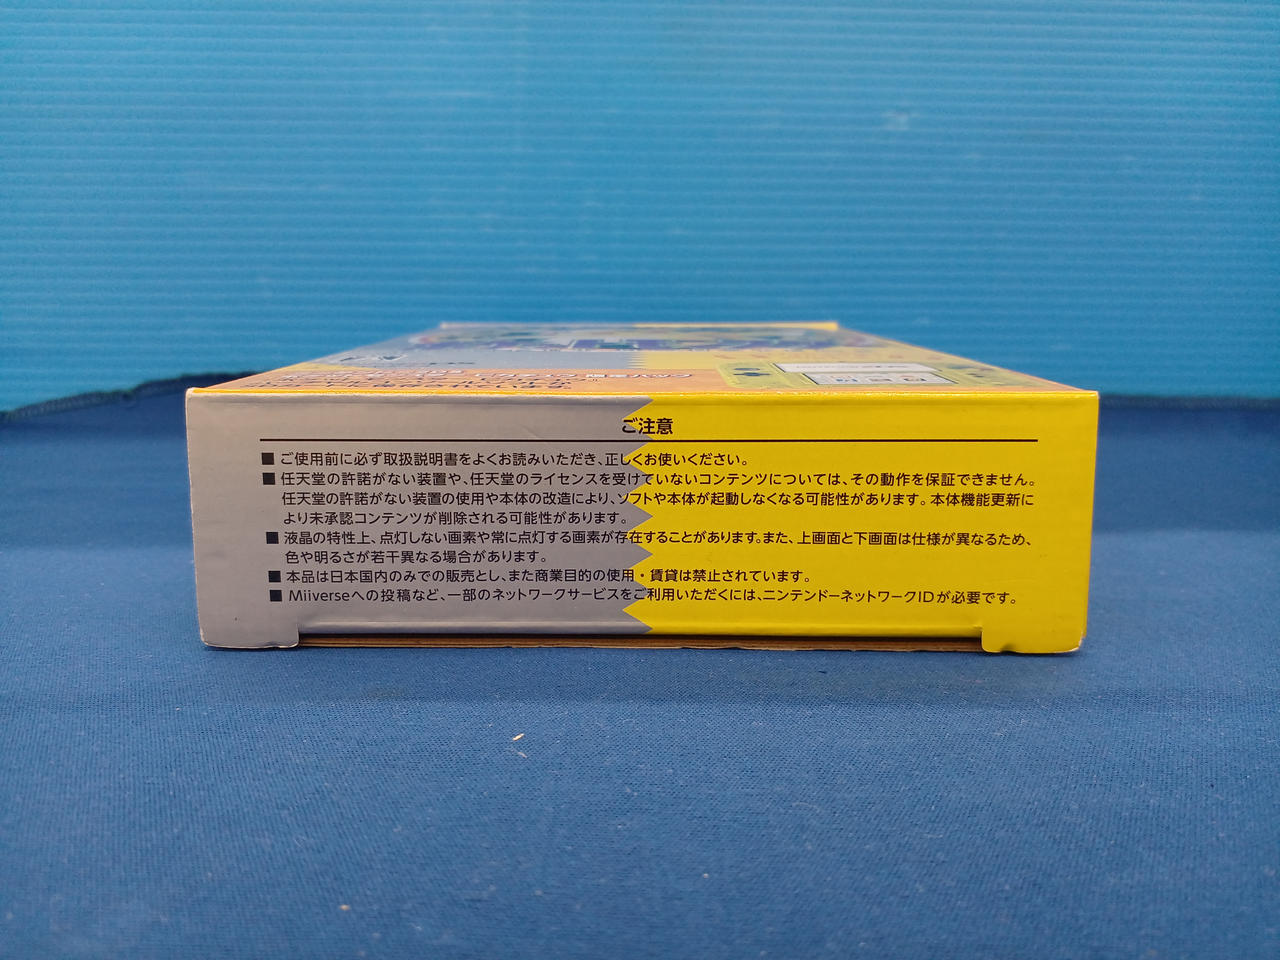 ご注意
■ ご使用前に必ず取扱説明書をよくお読みいただき、正しくお使いください。
■ 任天堂の許諾がない装置や、任天堂のライセンスを受けていないコンテンツについては、その動作を保証できません。
任天堂の許諾がない装置の使用や本体の改造により、ソフトや本体が起動しなくなる可能性があります。本体機能更新に
より未承認コンテンツが削除される可能性があります。
■ 液晶の特性上、点灯しない画素や常に点灯する画素が存在することがあります。また、上画面と下画面は仕様が異なるため、
色や明るさが若干異なる場合があります。
■ 本品は日本国内のみでの販売とし、また商業目的の使用・賃貸は禁止されています。
■ Miiverseへの投稿など、一部のネットワークサービスをご利用いただくには、ニンテンドーネットワークIDが必要です。